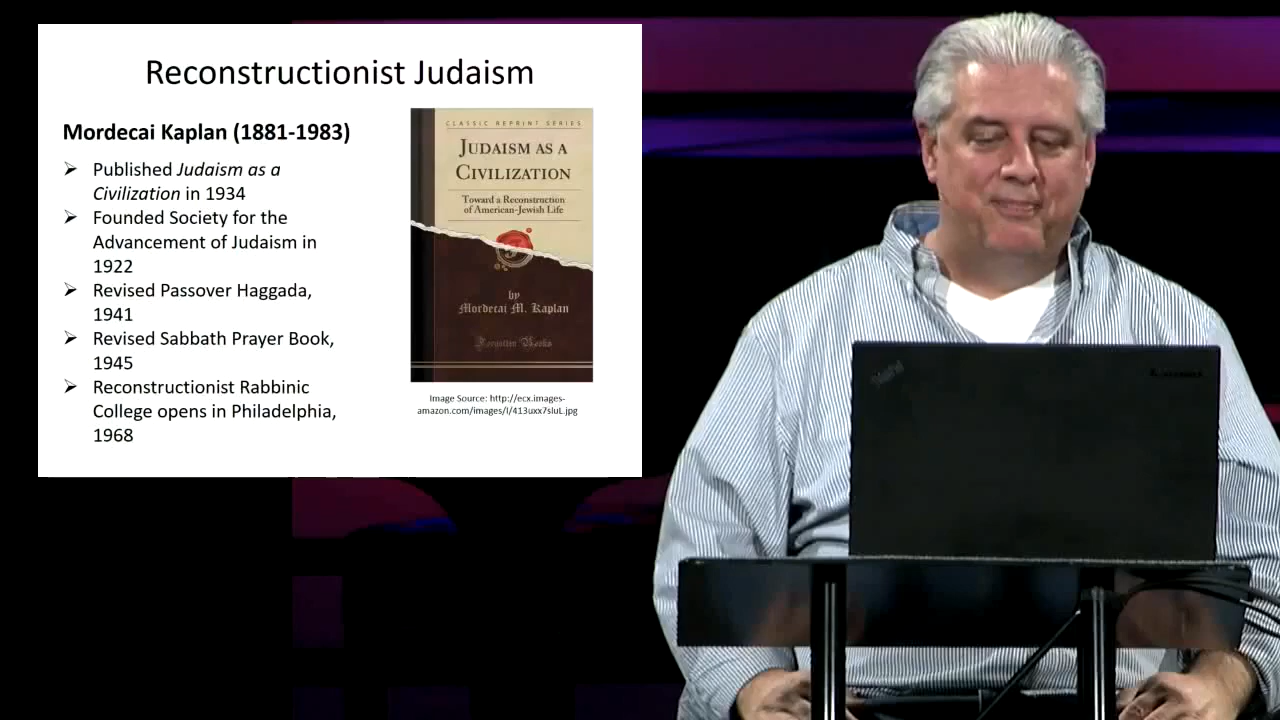 Reconstructionist Judaism
Mordecai Kaplan (1881-1983)
Published Judaism as a
Civilization in 1934
Founded Society for the
Advancement of Judaism in
1922
Revised Passover Haggada,
1941
Revised Sabbath Prayer Book,
1945
Reconstructionist Rabbinic
College opens in Philadelphia,
1968
CLASSIC REPRINT SERIES
JUDAISM AS A
CIVILIZATION
Toward a Reconstruction
of American-Jewish Life
by
Mordecai M. Kaplan
Forgotten Books
Image Source: http://ecx.images-
amazon.com/images/I/413uxx7sIuL.jpg